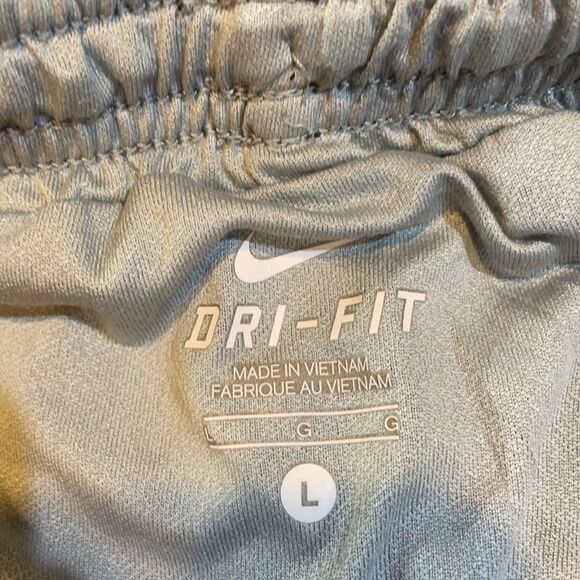 DRI-FIT
MADE IN VIETNAM
FABRIQUE AU VIETNAM
L G G
L